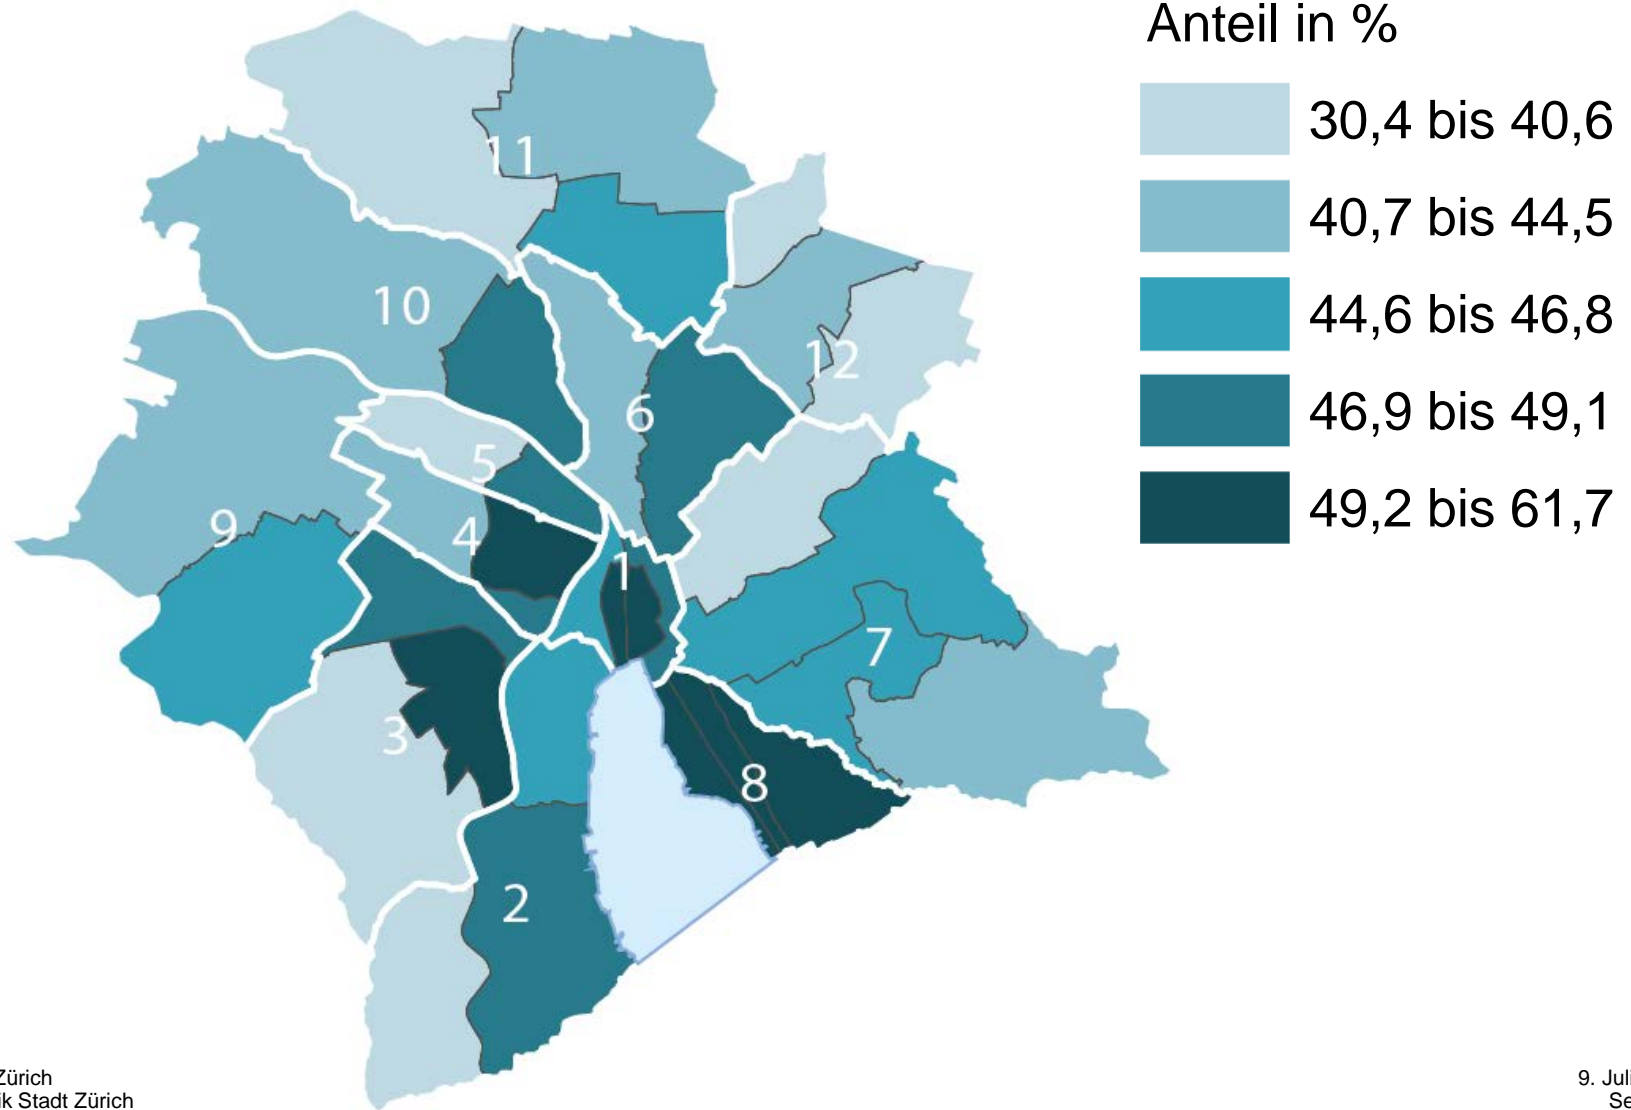 Anteil in %
30,4 bis 40,6
40,7 bis 44,5
44,6 bis 46,8
46,9 bis 49,1
49,2 bis 61,7
11
10
12
6
5
9
4
1
7
3
8
2
Zürich
ik Stadt Zürich
9. Juli
Se